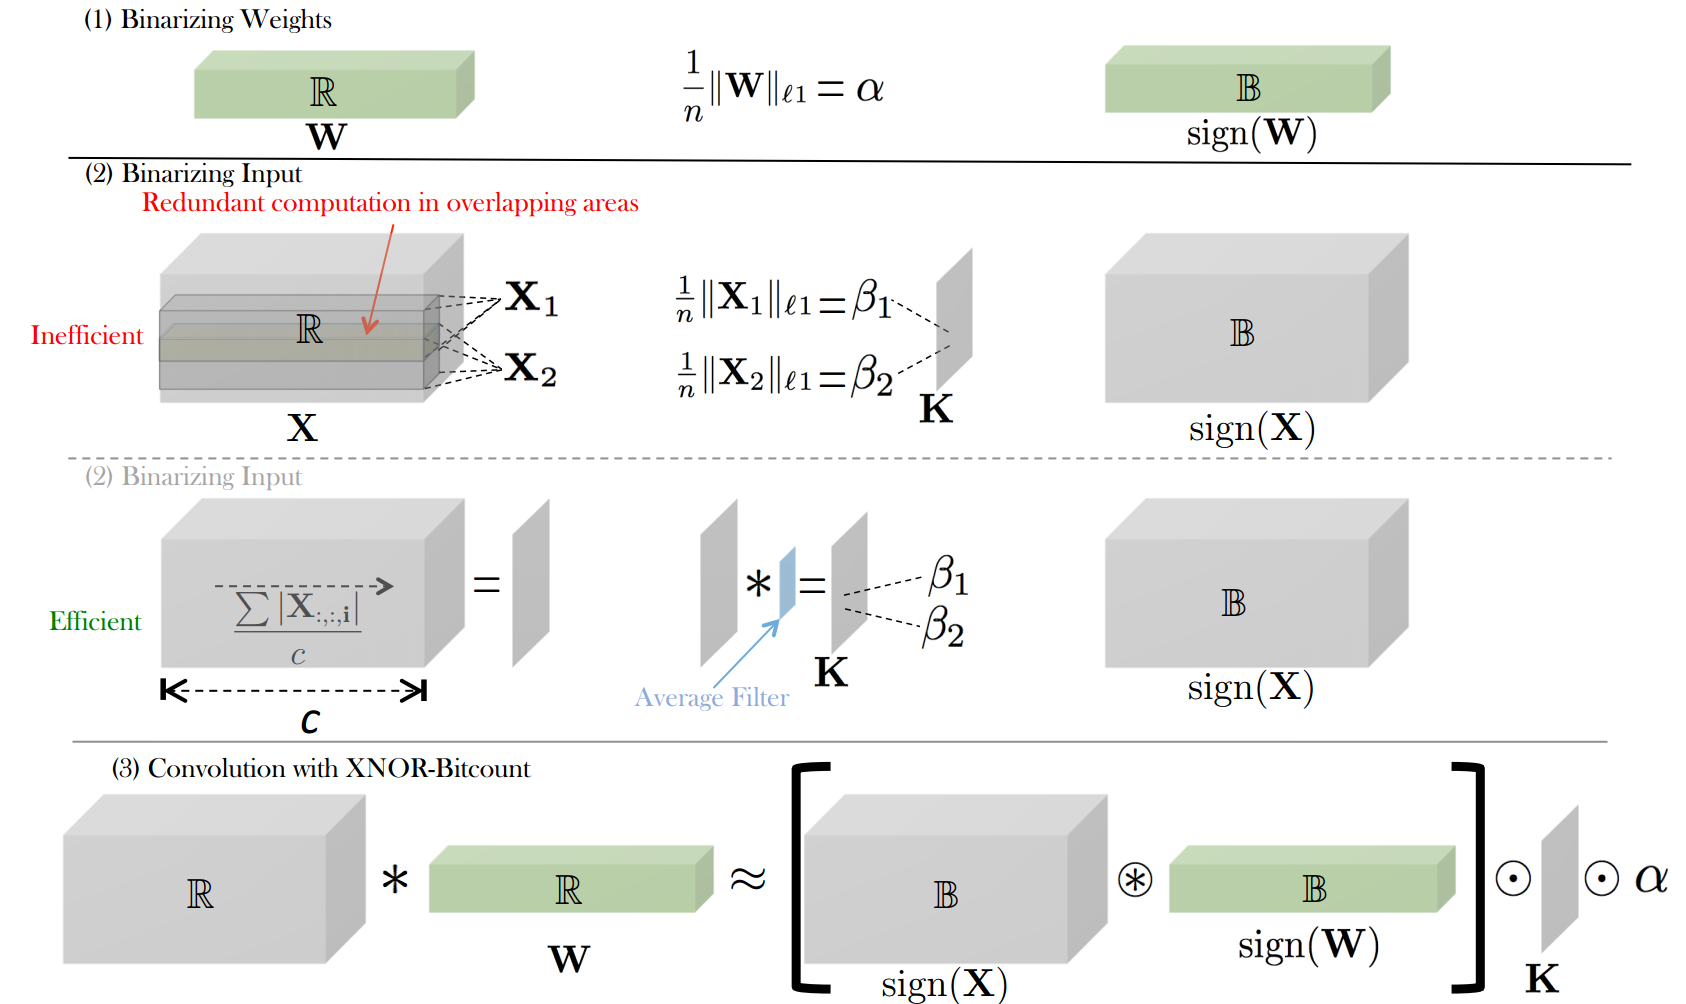 (1) Binarizing Weights
ℝ
W
1/n ‖W‖ℓ1 = α
𝔹
sign(W)
(2) Binarizing Input
Redundant computation in overlapping areas
Inefficient
ℝ
X
X₁
X₂
1/n ‖X₁‖ℓ1 = β₁
1/n ‖X₂‖ℓ1 = β₂
K
𝔹
sign(X)
(2) Binarizing Input
Efficient
∑ |X:,:,i| / c
c
=
* =
Average Filter
K
β₁
β₂
𝔹
sign(X)
(3) Convolution with XNOR-Bitcount
ℝ * ℝ ≈ [ 𝔹 ⊛ 𝔹 ] ⊙ ⊙ α
W
sign(X)
sign(W)
K